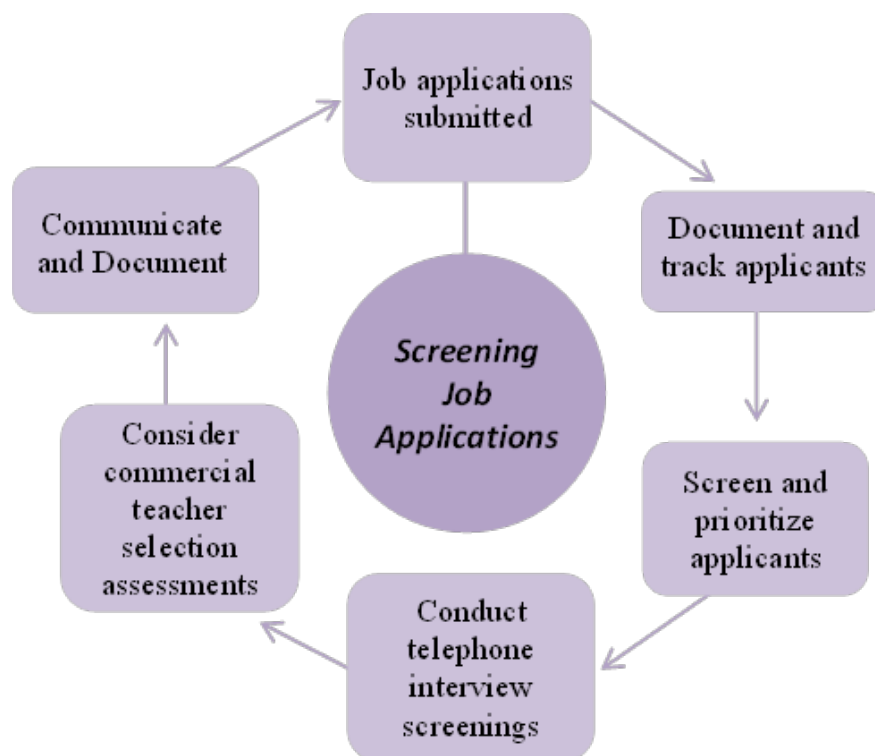 Job applications
submitted
Document and
track applicants
Screen and
prioritize
applicants
Conduct
telephone
interview
screenings
Consider
commercial
teacher
selection
assessments
Communicate
and Document
Screening
Job
Applications